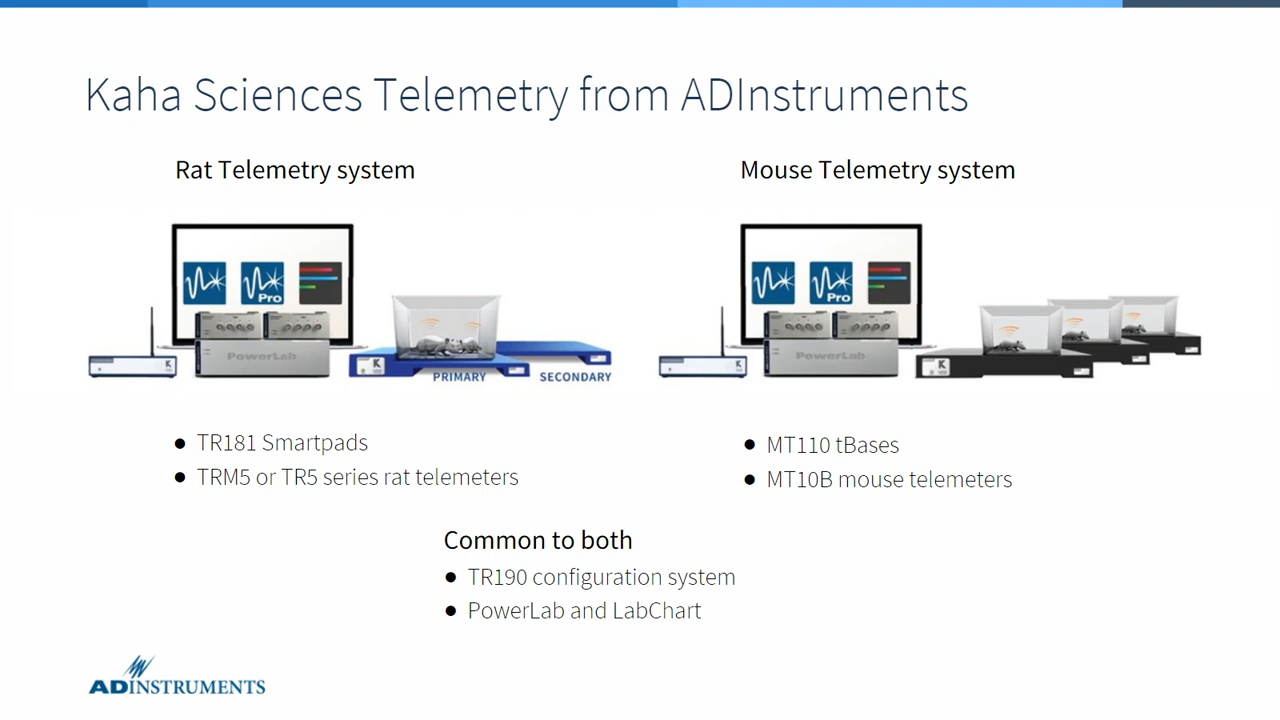 Kaha Sciences Telemetry from ADInstruments
Rat Telemetry system
Pro
PowerLab
K
K
PRIMARY
SECONDARY
● TR181 Smartpads
● TRM5 or TR5 series rat telemeters
Mouse Telemetry system
Pro
PowerLab
K
K
● MT110 tBases
● MT10B mouse telemeters
Common to both
● TR190 configuration system
● PowerLab and LabChart
ADINSTRUMENTS